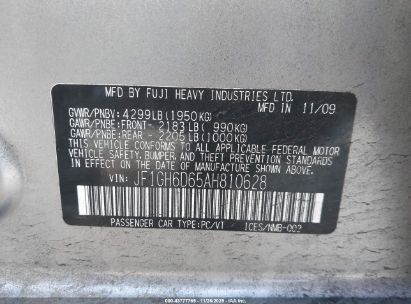 MFD BY FUJI HEAVY INDUSTRIES LTD.
MFD IN 11/09
GVWR/PNBV: 4299LB(1950KG)
GAWR/PNBE: FRONT - 2183LB( 990KG)
GAWR/PNBE: REAR - 2205LB(1000KG)
THIS VEHICLE CONFORMS TO ALL APPLICABLE FEDERAL MOTOR
VEHICLE SAFETY, BUMPER, AND THEFT PREVENTION
STANDARDS IN EFFECT ON THE DATE OF MANUFACTURE
SHOWN ABOVE.
VIN: JF1GH6D65AH810628
PASSENGER CAR TYPE:PC/VT ICES/NMB-002